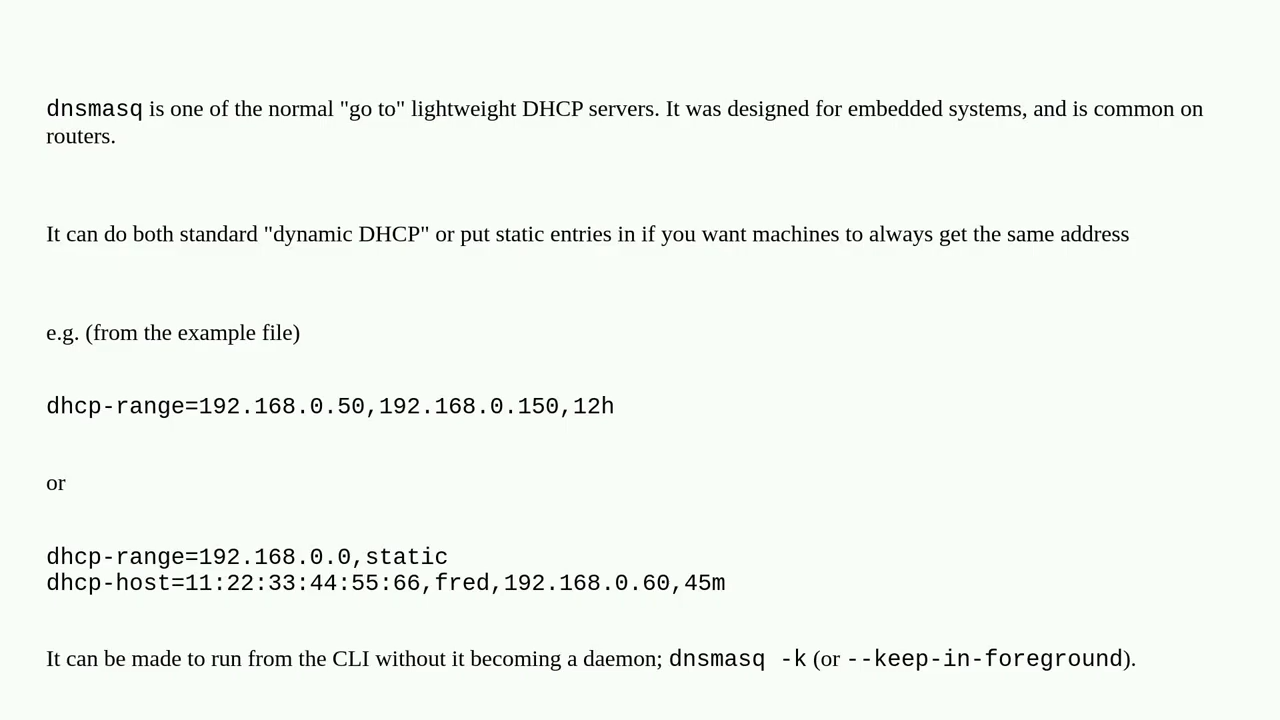 dnsmasq is one of the normal "go to" lightweight DHCP servers. It was designed for embedded systems, and is common on
routers.
It can do both standard "dynamic DHCP" or put static entries in if you want machines to always get the same address
e.g. (from the example file)
dhcp-range=192.168.0.50,192.168.0.150,12h
or
dhcp-range=192.168.0.0,static
dhcp-host=11:22:33:44:55:66,fred,192.168.0.60,45m
It can be made to run from the CLI without it becoming a daemon; dnsmasq -k (or --keep-in-foreground).